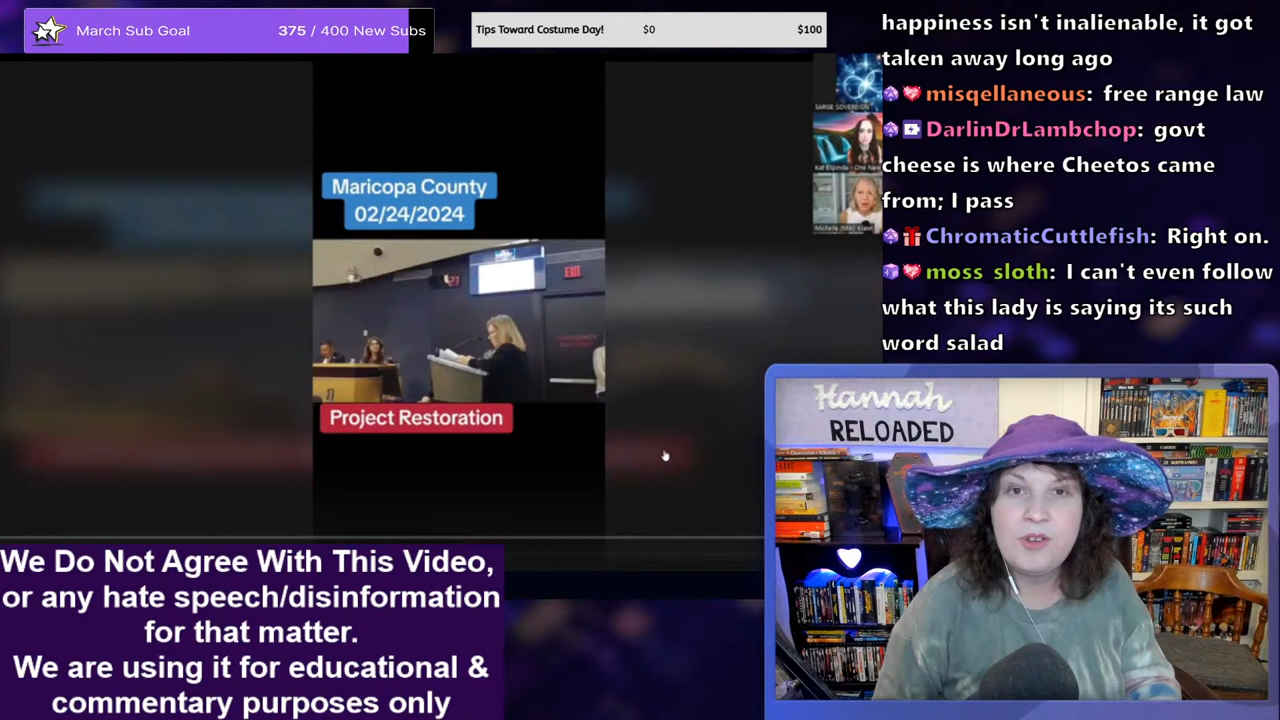 March Sub Goal
375 / 400 New Subs
Tips Toward Costume Day!
$0
$100
happiness isn't inalienable, it got
taken away long ago
misqellaneous: free range law
DarlinDrLambchop: govt
cheese is where Cheetos came
from; I pass
ChromaticCuttlefish: Right on.
moss_sloth: I can't even follow
what this lady is saying its such
word salad
SARGE SOVEREIGN
Maricopa County
02/24/2024
EXIT
Project Restoration
We Do Not Agree With This Video,
or any hate speech/disinformation
for that matter.
We are using it for educational &
commentary purposes only
Hannah
RELOADED